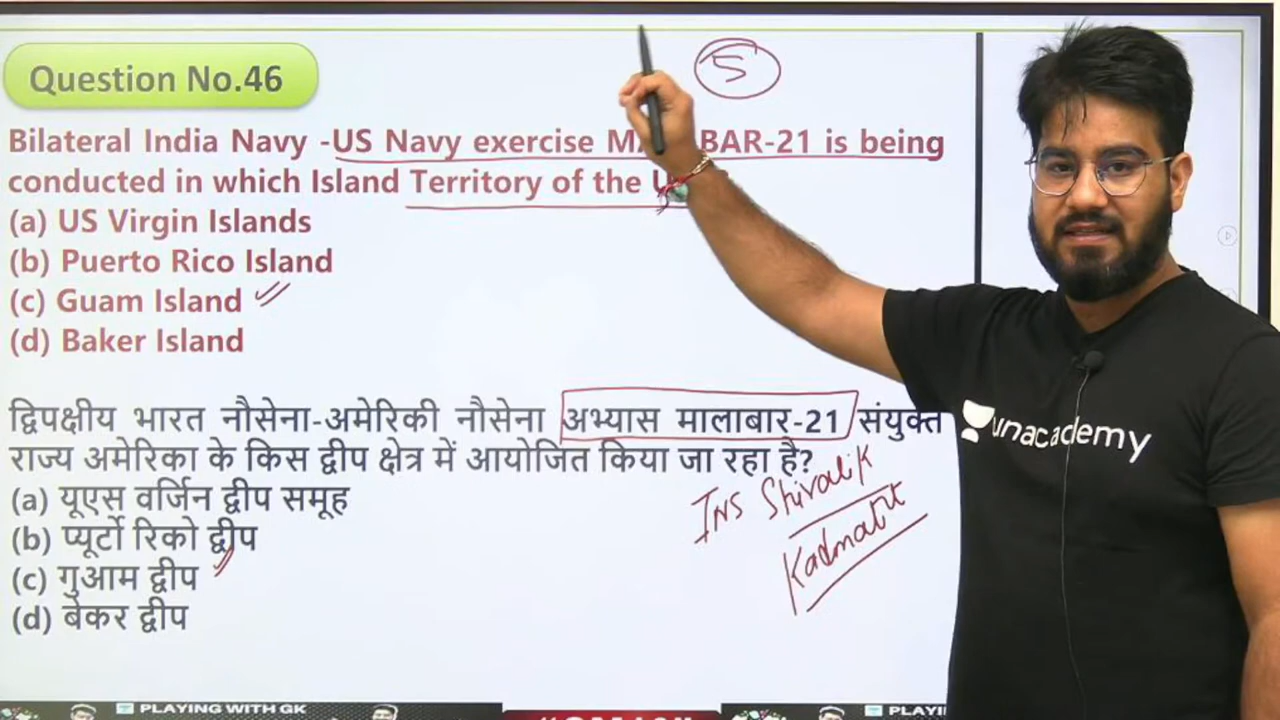 Question No.46
5
Bilateral India Navy -US Navy exercise MA BAR-21 is being
conducted in which Island Territory of the U
(a) US Virgin Islands
(b) Puerto Rico Island
(c) Guam Island
(d) Baker Island
द्विपक्षीय भारत नौसेना-अमेरिकी नौसेना अभ्यास मालाबार-21 संयुक्त
राज्य अमेरिका के किस द्वीप क्षेत्र में आयोजित किया जा रहा है?
(a) यूएस वर्जिन द्वीप समूह
(b) प्यूर्टो रिको द्वीप
(c) गुआम द्वीप
(d) बेकर द्वीप
INS Shivalik
Kadmatt
unacademy
PLAYING WITH GK
PLAYI